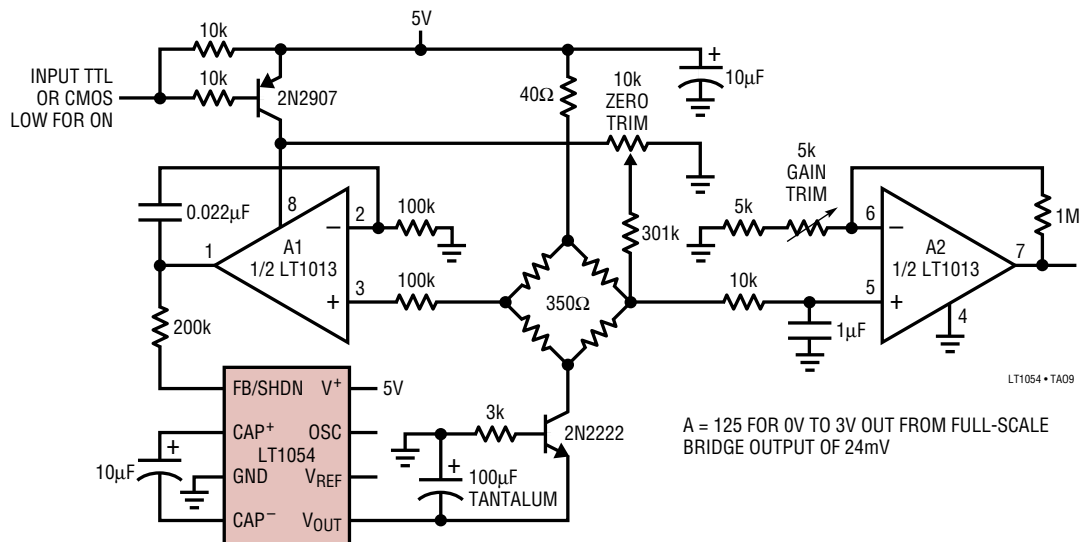 5V
10k
10k
INPUT TTL
OR CMOS
LOW FOR ON
2N2907
40Ω
10k
ZERO
TRIM
+
10µF
5k
GAIN
TRIM
0.022µF
8
2
−
100k
A1
1/2 LT1013
1
3
+
100k
301k
350Ω
5k
6
−
1M
A2
1/2 LT1013
7
10k
5
+
4
1µF
200k
LT1054 • TA09
FB/SHDN
V+
5V
CAP+
OSC
LT1054
GND
VREF
CAP−
VOUT
+
10µF
3k
2N2222
+
100µF
TANTALUM
A = 125 FOR 0V TO 3V OUT FROM FULL-SCALE
BRIDGE OUTPUT OF 24mV